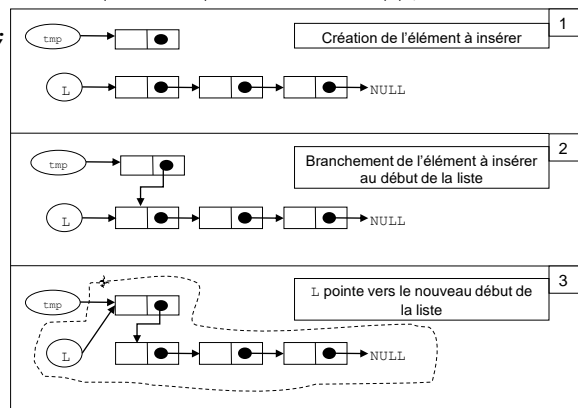 1
tmp
Création de l'élément à insérer
L
NULL
2
tmp
Branchement de l'élément à insérer
au début de la liste
L
NULL
3
tmp
L pointe vers le nouveau début de
la liste
L
NULL